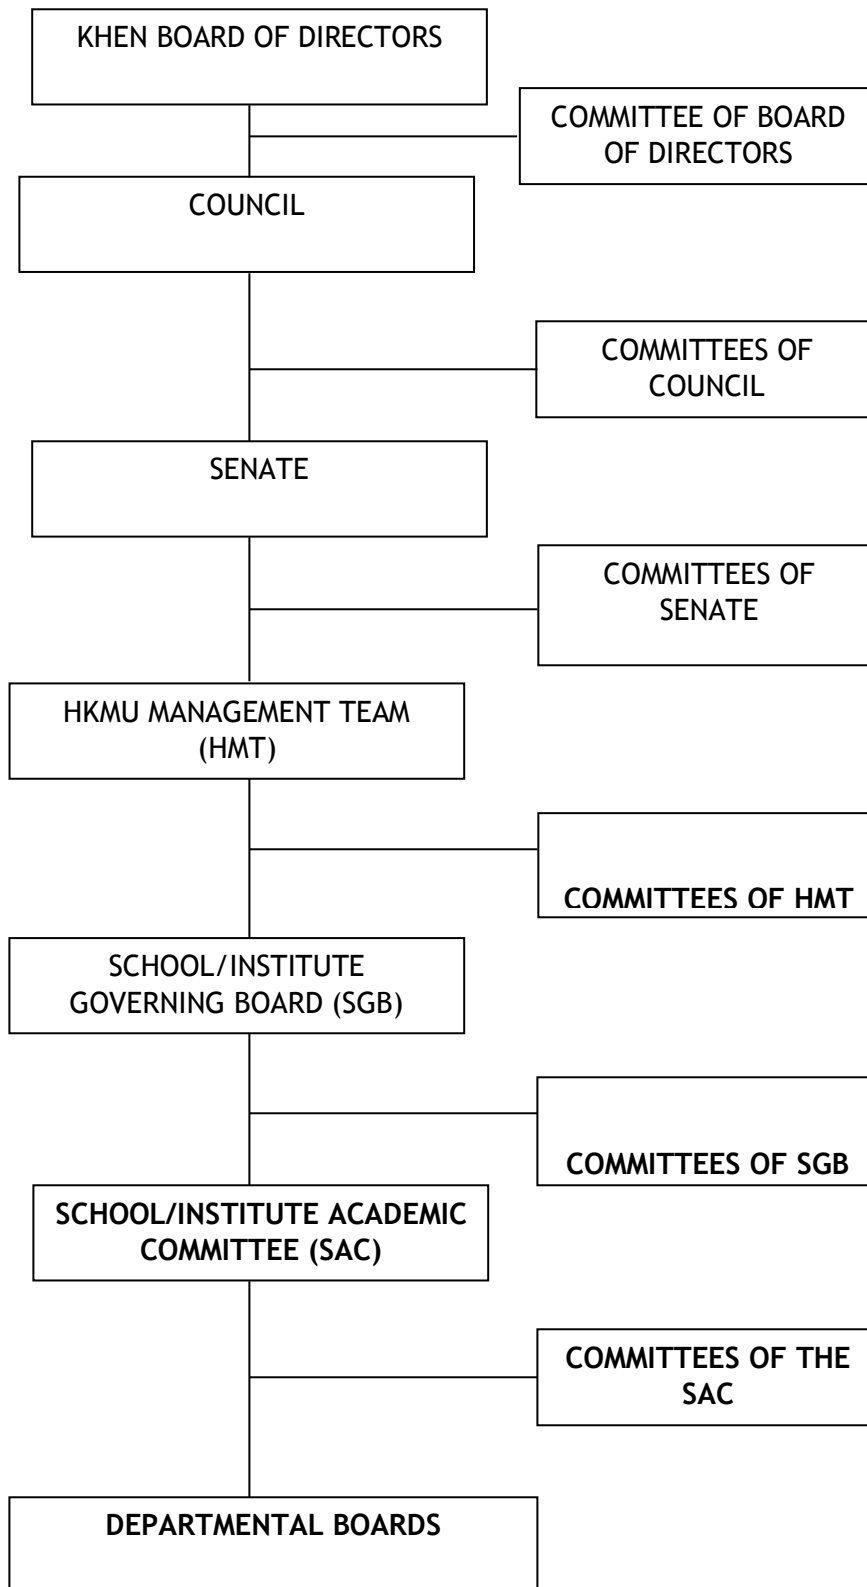 KHEN BOARD OF DIRECTORS
COMMITTEE OF BOARD
OF DIRECTORS
COUNCIL
COMMITTEES OF
COUNCIL
SENATE
COMMITTEES OF
SENATE
HKMU MANAGEMENT TEAM
(HMT)
COMMITTEES OF HMT
SCHOOL/INSTITUTE
GOVERNING BOARD (SGB)
COMMITTEES OF SGB
SCHOOL/INSTITUTE ACADEMIC
COMMITTEE (SAC)
COMMITTEES OF THE
SAC
DEPARTMENTAL BOARDS